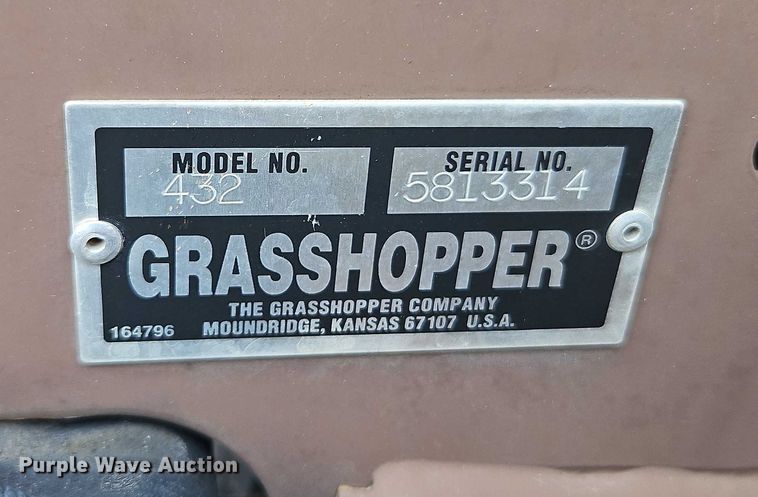 MODEL NO. SERIAL NO.
432 5813314
GRASSHOPPER®
THE GRASSHOPPER COMPANY
164796 MOUNDRIDGE, KANSAS 67107 U.S.A.
Purple Wave Auction